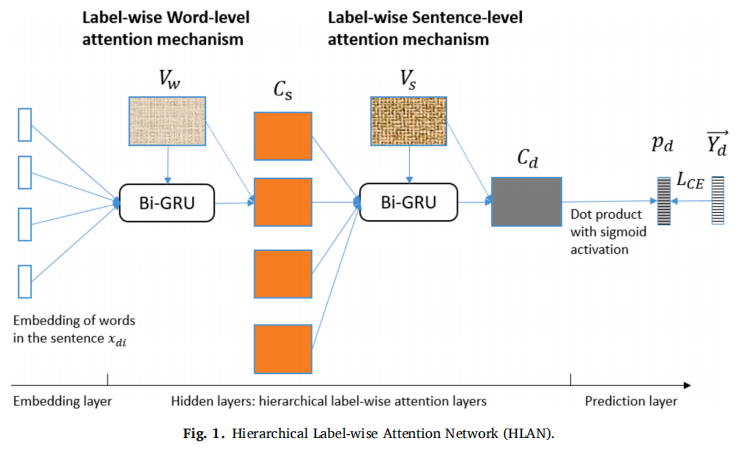 Label-wise Word-level
attention mechanism
Label-wise Sentence-level
attention mechanism
V_w
C_s
V_s
C_d
p_d
\overrightarrow{Y_d}
L_{CE}
Bi-GRU
Bi-GRU
Dot product
with sigmoid
activation
Embedding of words
in the sentence x_{di}
Embedding layer
Hidden layers: hierarchical label-wise attention layers
Prediction layer
Fig. 1. Hierarchical Label-wise Attention Network (HLAN).